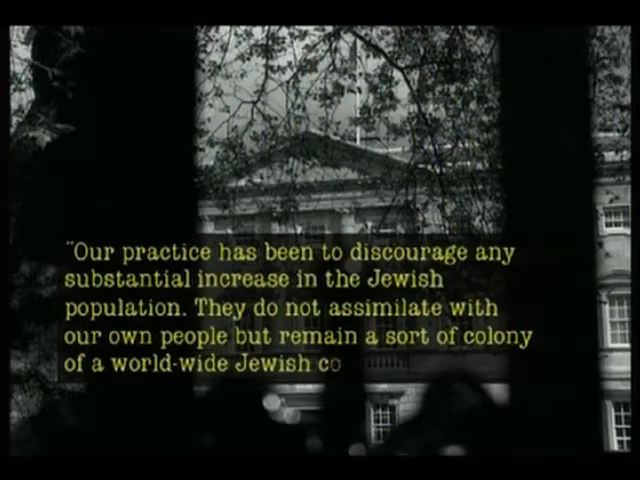 "Our practice has been to discourage any
substantial increase in the Jewish
population. They do not assimilate with
our own people but remain a sort of colony
of a world-wide Jewish co